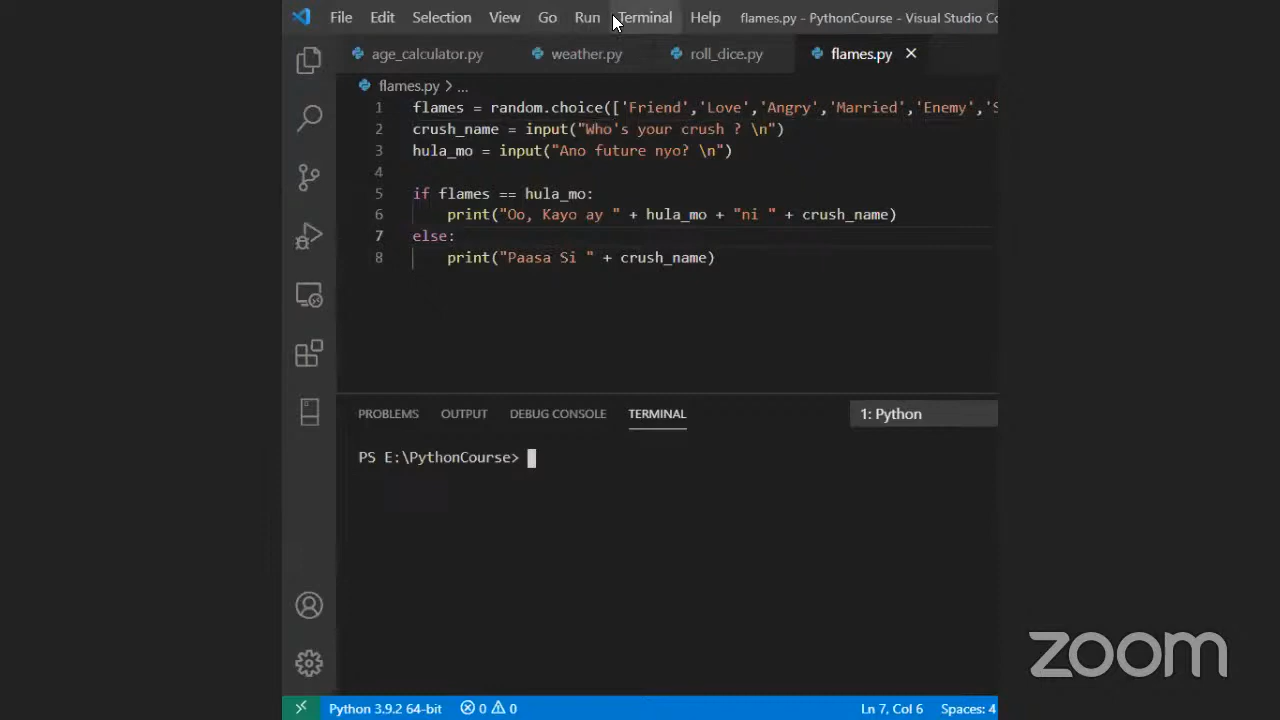 File Edit Selection View Go Run Terminal Help flames.py - PythonCourse - Visual Studio Co
age_calculator.py weather.py roll_dice.py flames.py ×
flames.py > ...
1 flames = random.choice(['Friend','Love','Angry','Married','Enemy','S
2 crush_name = input("Who's your crush ? \n")
3 hula_mo = input("Ano future nyo? \n")
4
5 if flames == hula_mo:
6 print("Oo, Kayo ay " + hula_mo + "ni " + crush_name)
7 else:
8 print("Paasa Si " + crush_name)
PROBLEMS OUTPUT DEBUG CONSOLE TERMINAL 1: Python
PS E:\PythonCourse>
zoom
Python 3.9.2 64-bit 0 0 Ln 7, Col 6 Spaces: 4